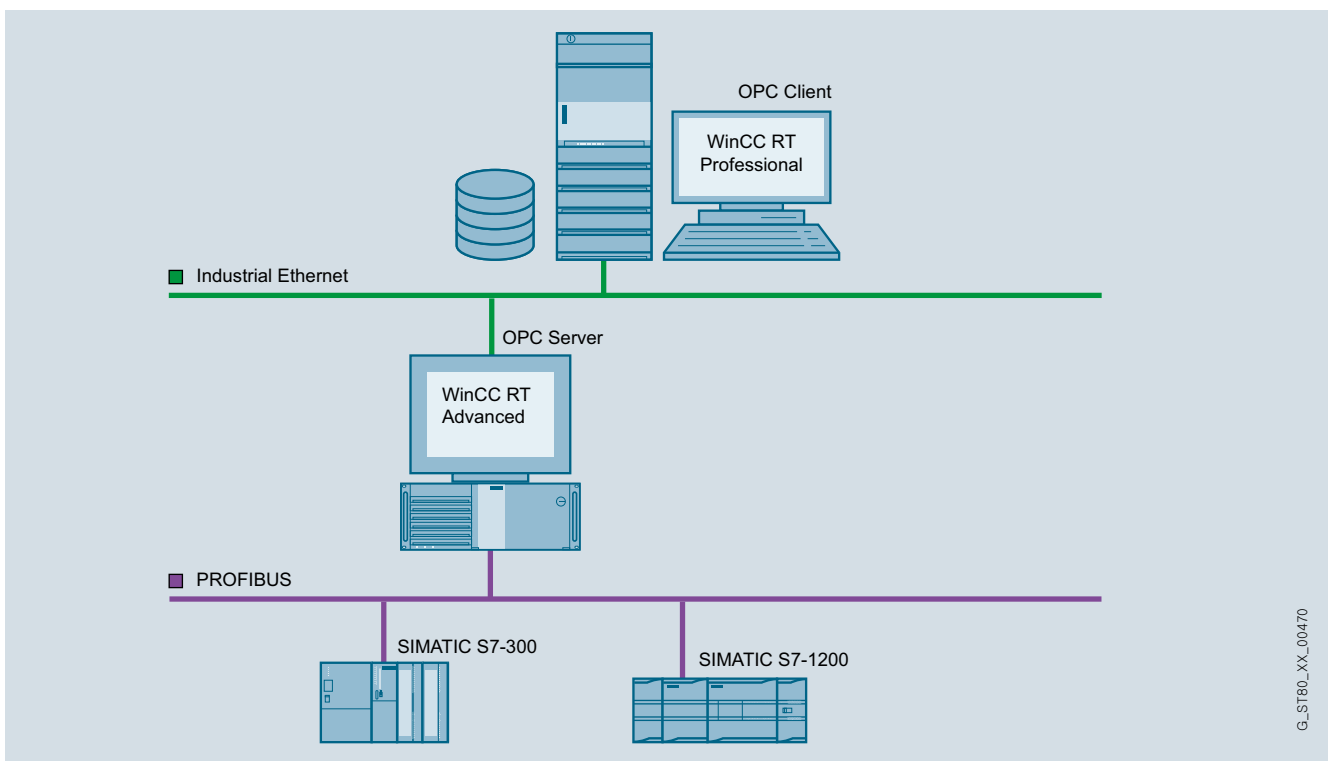 OPC Client
WinCC RT
Professional
Industrial Ethernet
OPC Server
WinCC RT
Advanced
PROFIBUS
SIMATIC S7-300
SIMATIC S7-1200
G_ST80_XX_00470